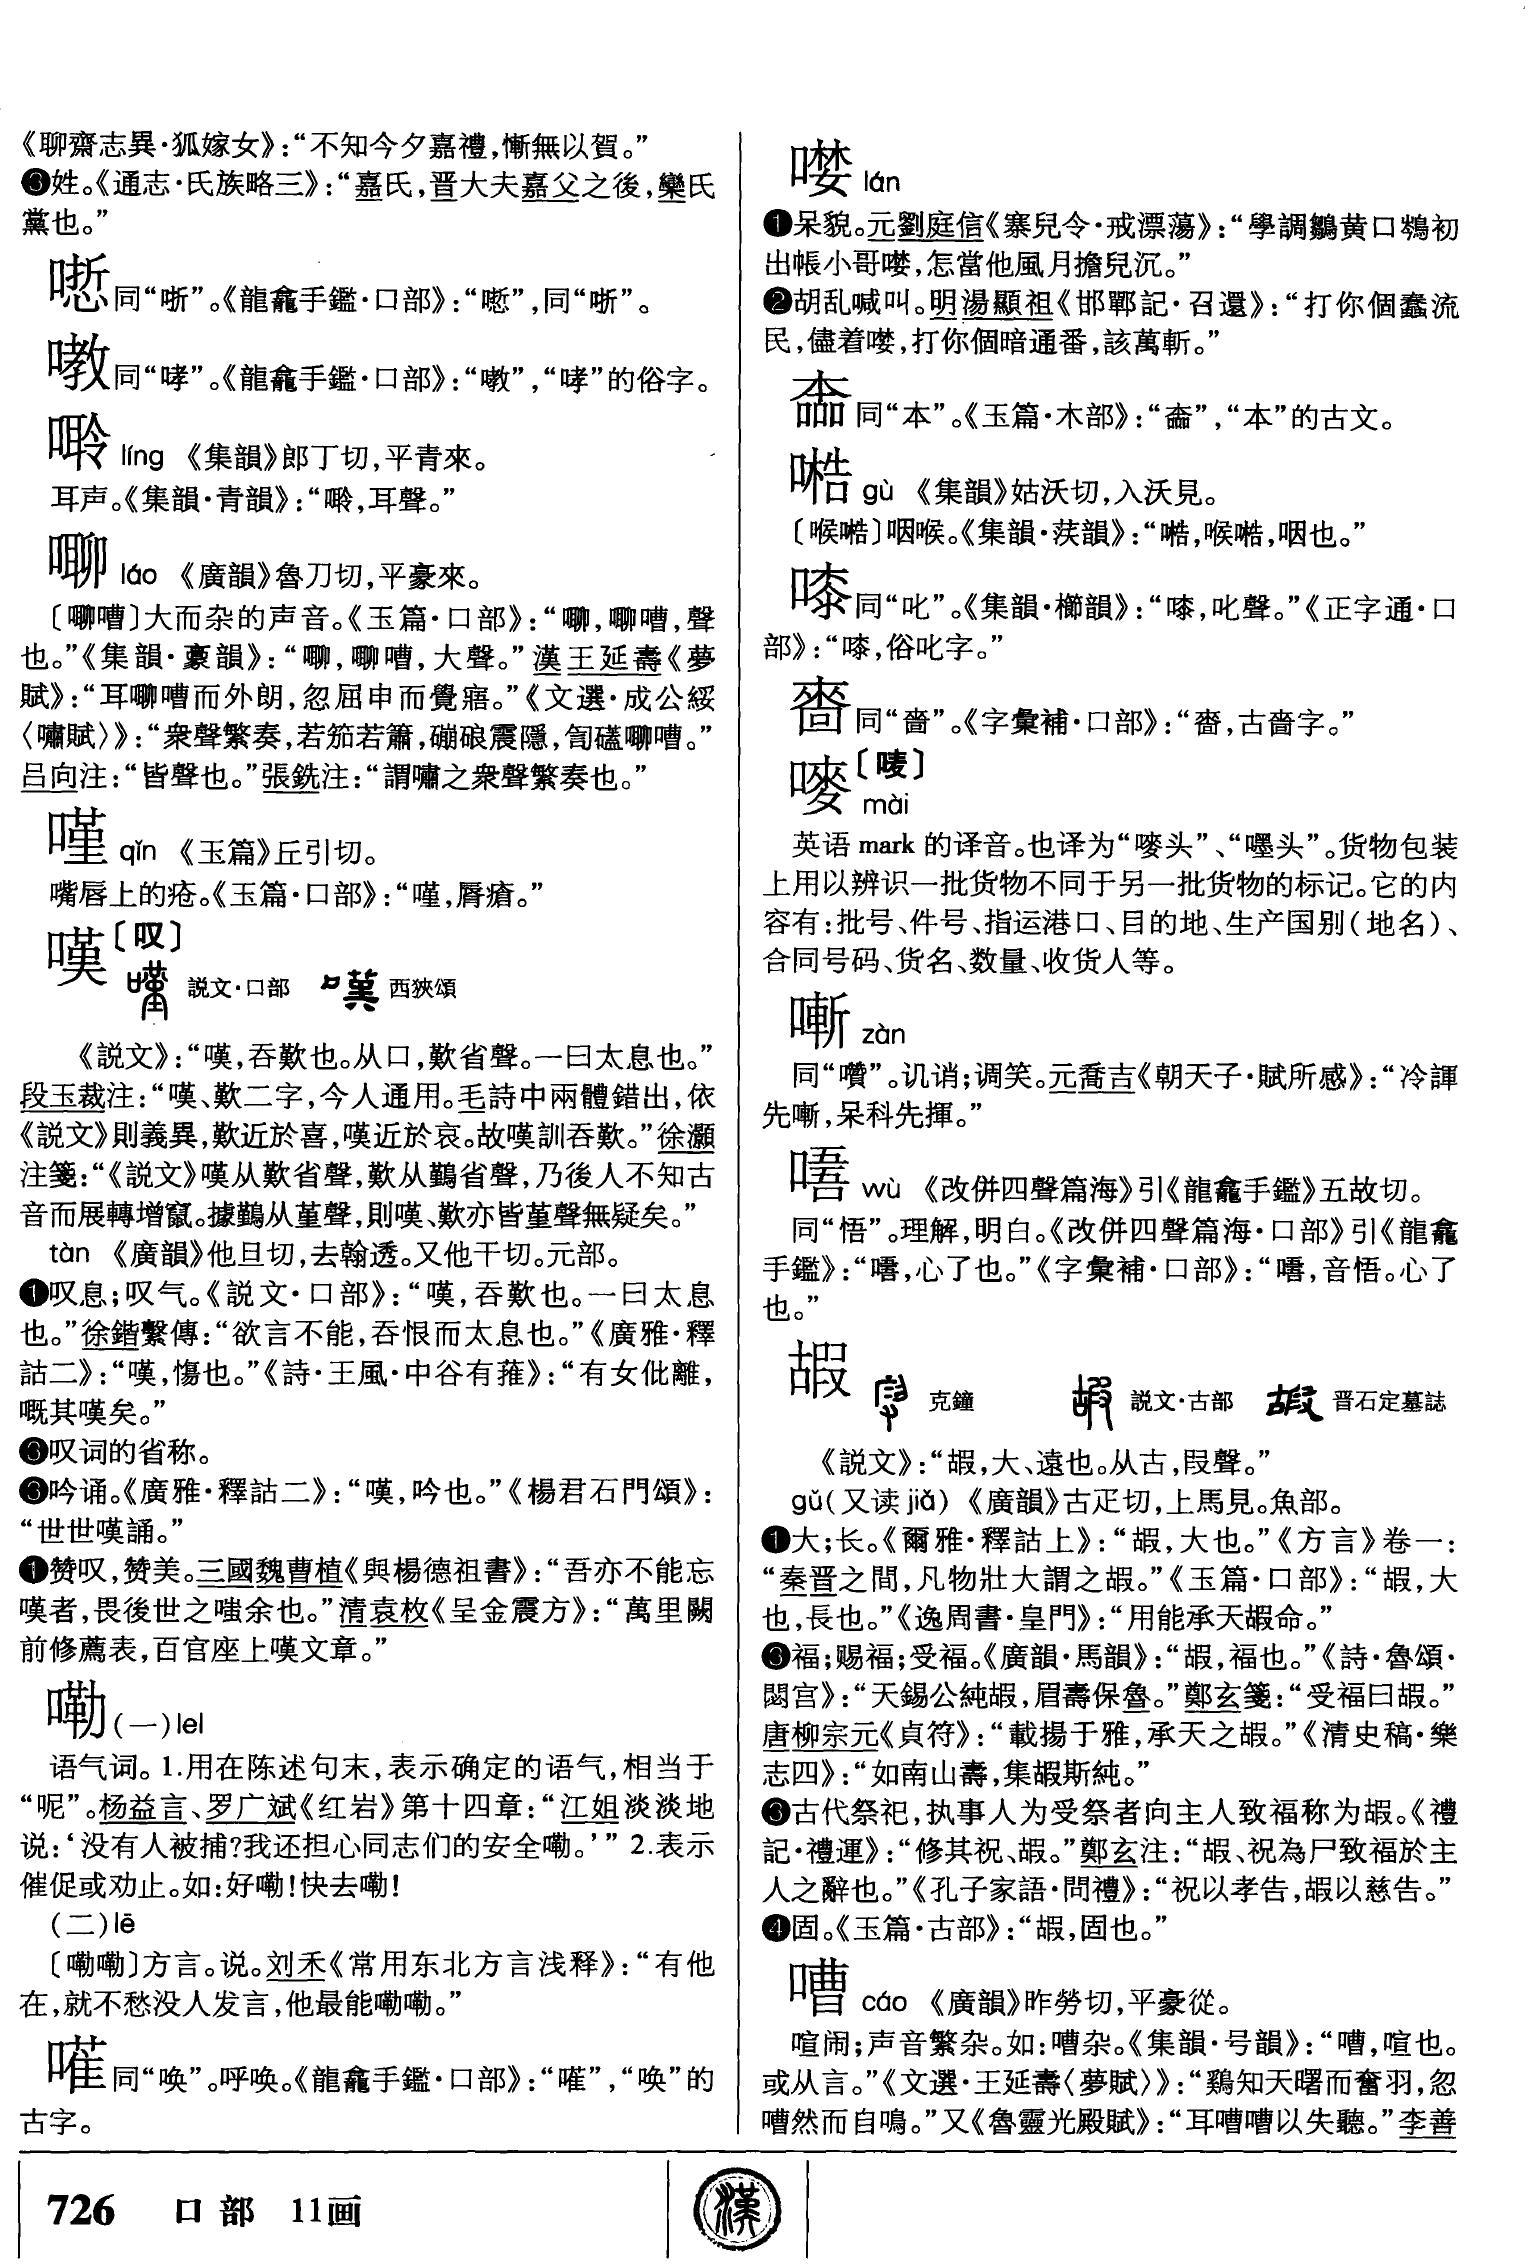 《聊齋志異·狐嫁女》：“不知今夕嘉禮，慚無以賀。”
❸姓。《通志·氏族略三》：“嘉氏，晋大夫嘉父之後，欒氏
黨也。”
同“哳”。《龍龕手鑑·口部》：“”，同“哳”。
嘋同“哮”。《龍龕手鑑·口部》：“嘋”，“哮”的俗字。
líng 《集韻》郎丁切，平青來。
耳声。《集韻·青韻》：“，耳聲。”
láo 《廣韻》魯刀切，平豪來。
〔嘈〕大而杂的声音。《玉篇·口部》：“，嘈，聲
也。”《集韻·豪韻》：“，嘈，大聲。”漢王延壽《夢
賦》：“耳嘈而外朗，忽屈申而覺寤。”《文選·成公綏
〈嘯賦〉》：“衆聲繁奏，若笳若簫，磞硠震隱，訇礚嘈。”
吕向注：“皆聲也。”張銑注：“謂嘯之衆聲繁奏也。”
qǐn 《玉篇》丘引切。
嘴唇上的疮。《玉篇·口部》：“，脣瘡。”
嘆〔叹〕
説文·口部 西狹頌
《説文》：“嘆，吞歎也。从口，歎省聲。一曰太息也。”
段玉裁注：“嘆、歎二字，今人通用。毛詩中兩體錯出，依
《説文》則義異，歎近於喜，嘆近於哀。故嘆訓吞歎。”徐灝
注箋：“《説文》嘆从歎省聲，歎从鷬省聲，乃後人不知古
音而展轉增竄。據鷬从堇聲，則嘆、歎亦皆堇聲無疑矣。”
tàn 《廣韻》他旦切，去翰透。又他干切。元部。
❶叹息；叹气。《説文·口部》：“嘆，吞歎也。一曰太息
也。”徐鍇繫傳：“欲言不能，吞恨而太息也。”《廣雅·釋
詁二》：“嘆，傷也。”《詩·王風·中谷有蓷》：“有女仳離，
嘅其嘆矣。”
叹词的省称。
❸吟诵。《廣雅·釋詁二》：“嘆，吟也。”《楊君石門頌》：
“世世嘆誦。”
赞叹，赞美。三國魏曹植《與楊德祖書》：“吾亦不能忘
嘆者，畏後世之嗤余也。”清袁枚《呈金震方》：“萬里闕
前修薦表，百官座上嘆文章。”
嘞(一)lei
语气词。1.用在陈述句末，表示确定的语气，相当于
“呢”。杨益言、罗广斌《红岩》第十四章：“江姐淡淡地
说：‘没有人被捕？我还担心同志们的安全嘞。’” 2.表示
催促或劝止。如：好嘞！快去嘞！
(二)lē
〔嘞嘞〕方言。说。刘禾《常用东北方言浅释》：“有他
在，就不愁没人发言，他最能嘞嘞。”
同“唤”。呼唤。《龍龕手鑑·口部》：“”，“唤”的
古字。
lán
❶呆貌。元劉庭信《寨兒令·戒漂蕩》：“學調鶵黄口鵶初
出帳小哥，怎當他風月擔兒沉。”
❷胡乱喊叫。明湯顯祖《邯鄲記·召還》：“打你個蠢流
民，儘着，打你個暗通番，該萬斬。”
同“本”。《玉篇·木部》：“”，“本”的古文。
gù 《集韻》姑沃切，入沃見。
〔喉〕咽喉。《集韻·𦵩韻》：“，喉，咽也。”
同“叱”。《集韻·櫛韻》：“，叱聲。”《正字通·口
部》：“，俗叱字。”
同“嗇”。《字彙補·口部》：“，古嗇字。”
嘜〔唛〕
mài
英语 mark 的译音。也译为“嘜头”、“嚜头”。货物包装
上用以辨识一批货物不同于另一批货物的标记。它的内
容有：批号、件号、指运港口、目的地、生产国别（地名）、
合同号码、货名、数量、收货人等。
嘶 zàn
同“囋”。讥诮；调笑。元喬吉《朝天子·賦所感》：“冷諢
先，呆科先揮。”
wù 《改併四聲篇海》引《龍龕手鑑》五故切。
同“悟”。理解，明白。《改併四聲篇海·口部》引《龍龕
手鑑》：“，心了也。”《字彙補·口部》：“，音悟。心了
也。”
嘏 克鐘 説文·古部 晋石定墓誌
《説文》：“嘏，大、遠也。从古，叚聲。”
gǔ（又读jiǎ） 《廣韻》古疋切，上馬見。魚部。
❶大；长。《爾雅·釋詁上》：“嘏，大也。”《方言》卷一：
“秦晋之間，凡物壯大謂之嘏。”《玉篇·口部》：“嘏，大
也，長也。”《逸周書·皇門》：“用能承天嘏命。”
福；赐福；受福。《廣韻·馬韻》：“嘏，福也。”《詩·魯頌·
閟宫》：“天錫公純嘏，眉壽保魯。”鄭玄箋：“受福曰嘏。”
唐柳宗元《貞符》：“載揚于雅，承天之嘏。”《清史稿·樂
志四》：“如南山壽，集嘏斯純。”
❸古代祭祀，执事人为受祭者向主人致福称为嘏。《禮
記·禮運》：“修其祝、嘏。”鄭玄注：“嘏、祝為尸致福於主
人之辭也。”《孔子家語·問禮》：“祝以孝告，嘏以慈告。”
❹固。《玉篇·古部》：“嘏，固也。”
嘈 cáo 《廣韻》昨勞切，平豪從。
喧闹；声音繁杂。如：嘈杂。《集韻·号韻》：“嘈，喧也。
或从言。”《文選·王延壽〈夢賦〉》：“鷄知天曙而奮羽，忽
嘈然而自鳴。”又《魯靈光殿賦》：“耳嘈嘈以失聽。”李善
726 口部 11画
漢